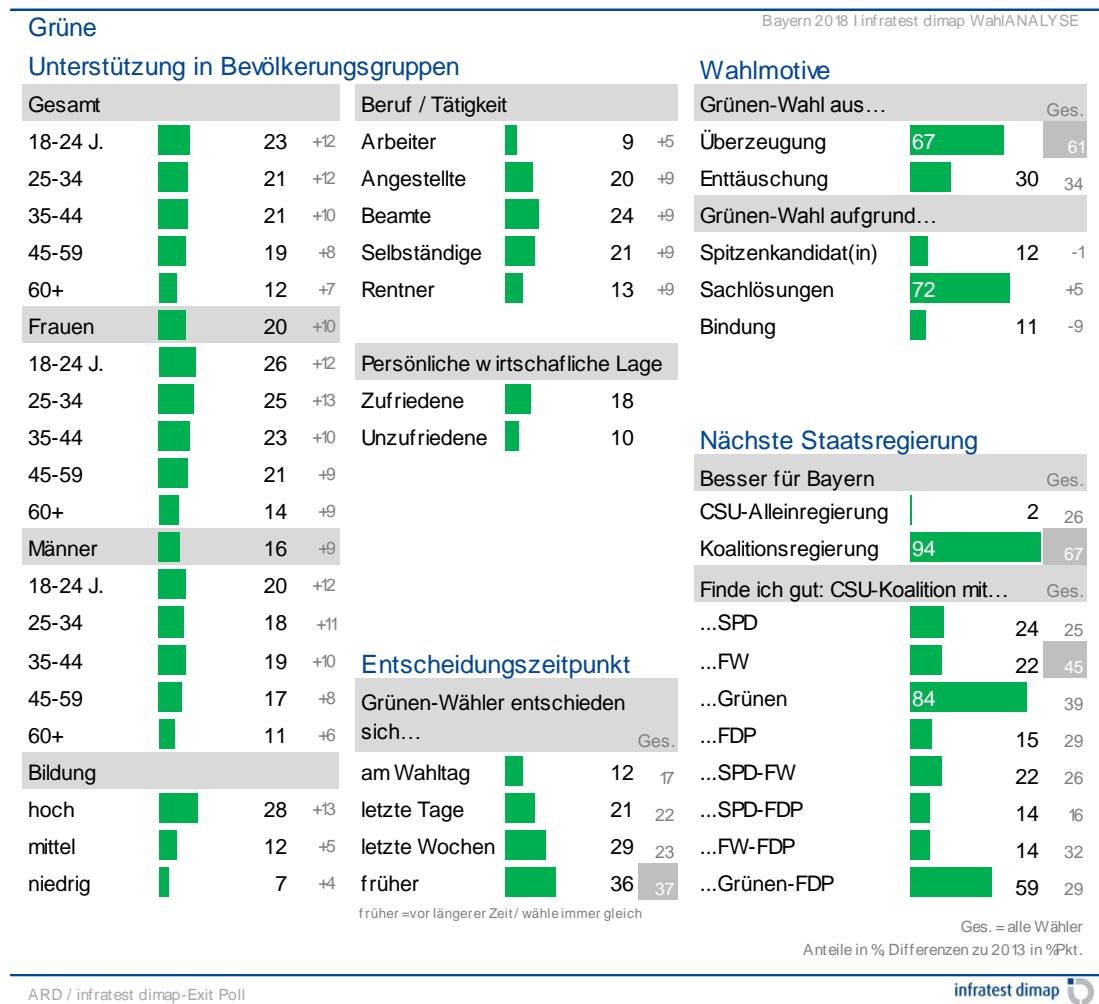 Bayern 2018 I infratest dimap WahlANALYSE
Grüne
Unterstützung in Bevölkerungsgruppen
Gesamt
18-24 J. 23 +12
25-34 21 +12
35-44 21 +10
45-59 19 +8
60+ 12 +7
Frauen 20 +10
18-24 J. 26 +12
25-34 25 +13
35-44 23 +10
45-59 21 +9
60+ 14 +9
Männer 16 +9
18-24 J. 20 +12
25-34 18 +11
35-44 19 +10
45-59 17 +8
60+ 11 +6
Bildung
hoch 28 +13
mittel 12 +5
niedrig 7 +4
Beruf / Tätigkeit
Arbeiter 9 +5
Angestellte 20 +9
Beamte 24 +9
Selbständige 21 +9
Rentner 13 +9
Persönliche wirtschafliche Lage
Zufriedene 18
Unzufriedene 10
Entscheidungszeitpunkt
Grünen-Wähler entschieden
sich… Ges.
am Wahltag 12 17
letzte Tage 21 22
letzte Wochen 29 23
früher 36 37
früher =vor längerer Zeit/ wähle immer gleich
Wahlmotive
Grünen-Wahl aus… Ges.
Überzeugung 67 61
Enttäuschung 30 34
Grünen-Wahl aufgrund…
Spitzenkandidat(in) 12 -1
Sachlösungen 72 +5
Bindung 11 -9
Nächste Staatsregierung
Besser für Bayern Ges.
CSU-Alleinregierung 2 26
Koalitionsregierung 94 67
Finde ich gut: CSU-Koalition mit… Ges.
...SPD 24 25
...FW 22 45
...Grünen 84 39
...FDP 15 29
...SPD-FW 22 26
...SPD-FDP 14 16
...FW-FDP 14 32
...Grünen-FDP 59 29
Ges. = alle Wähler
Anteile in %, Differenzen zu 2013 in %Pkt.
ARD / infratest dimap-Exit Poll
infratest dimap